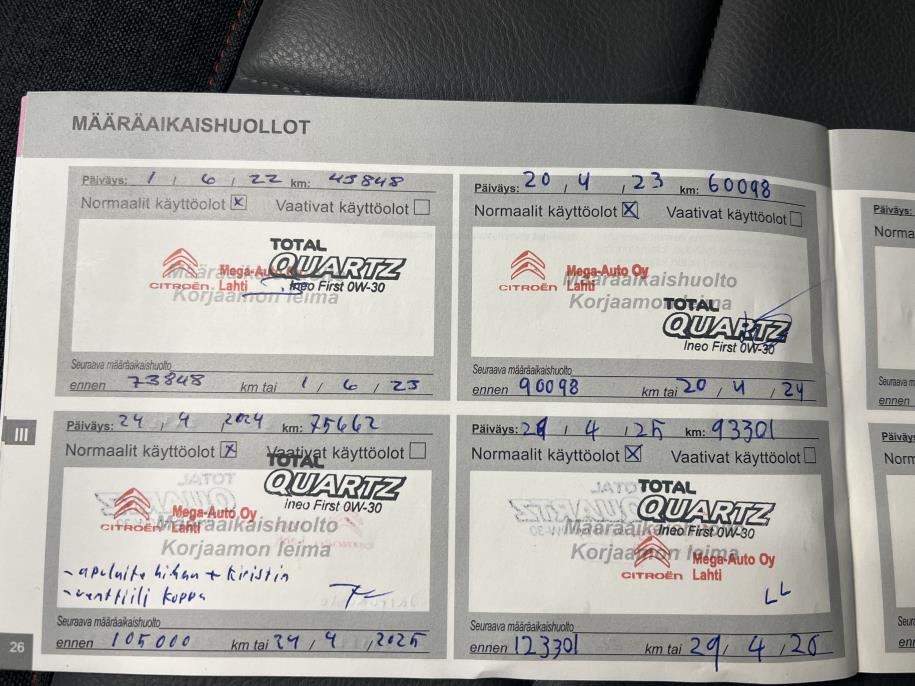 MÄÄRÄAIKAISHUOLLOT
Päiväys: 1 / 6 / 22 km: 43848
Normaalit käyttöolot x Vaativat käyttöolot
TOTAL
QUARTZ
Ineo First 0W-30
CITROËN
Mega-Auto Oy
Lahti
Määräaikaishuolto
Korjaamon leima
Seuraava määräaikaishuolto
ennen 73848 km tai 1 / 6 / 23
Päiväys: 20 / 4 / 23 km: 60098
Normaalit käyttöolot x Vaativat käyttöolot
CITROËN
Mega-Auto Oy
Lahti
Määräaikaishuolto
Korjaamon leima
TOTAL
QUARTZ
Ineo First 0W-30
Seuraava määräaikaishuolto
ennen 90098 km tai 20 / 4 / 24
III
Päiväys: 24 / 4 / 2024 km: 75662
Normaalit käyttöolot x Vaativat käyttöolot
TOTAL
QUARTZ
Ineo First 0W-30
CITROËN
Mega-Auto Oy
Lahti
Määräaikaishuolto
Korjaamon leima
- apulaite hihna + kiristin
- venttiili koppa
Seuraava määräaikaishuolto
ennen 105000 km tai 24 / 4 / 2025
Päiväys: 29 / 4 / 25 km: 93301
Normaalit käyttöolot x Vaativat käyttöolot
TOTAL
QUARTZ
Ineo First 0W-30
Määräaikaishuolto
Korjaamon leima
CITROËN
Mega-Auto Oy
Lahti
LL
Seuraava määräaikaishuolto
ennen 123301 km tai 29 / 4 / 26
26
Päiväys:
Norma
Seuraava m
ennen
Päiväys:
Norm
Seu
enn